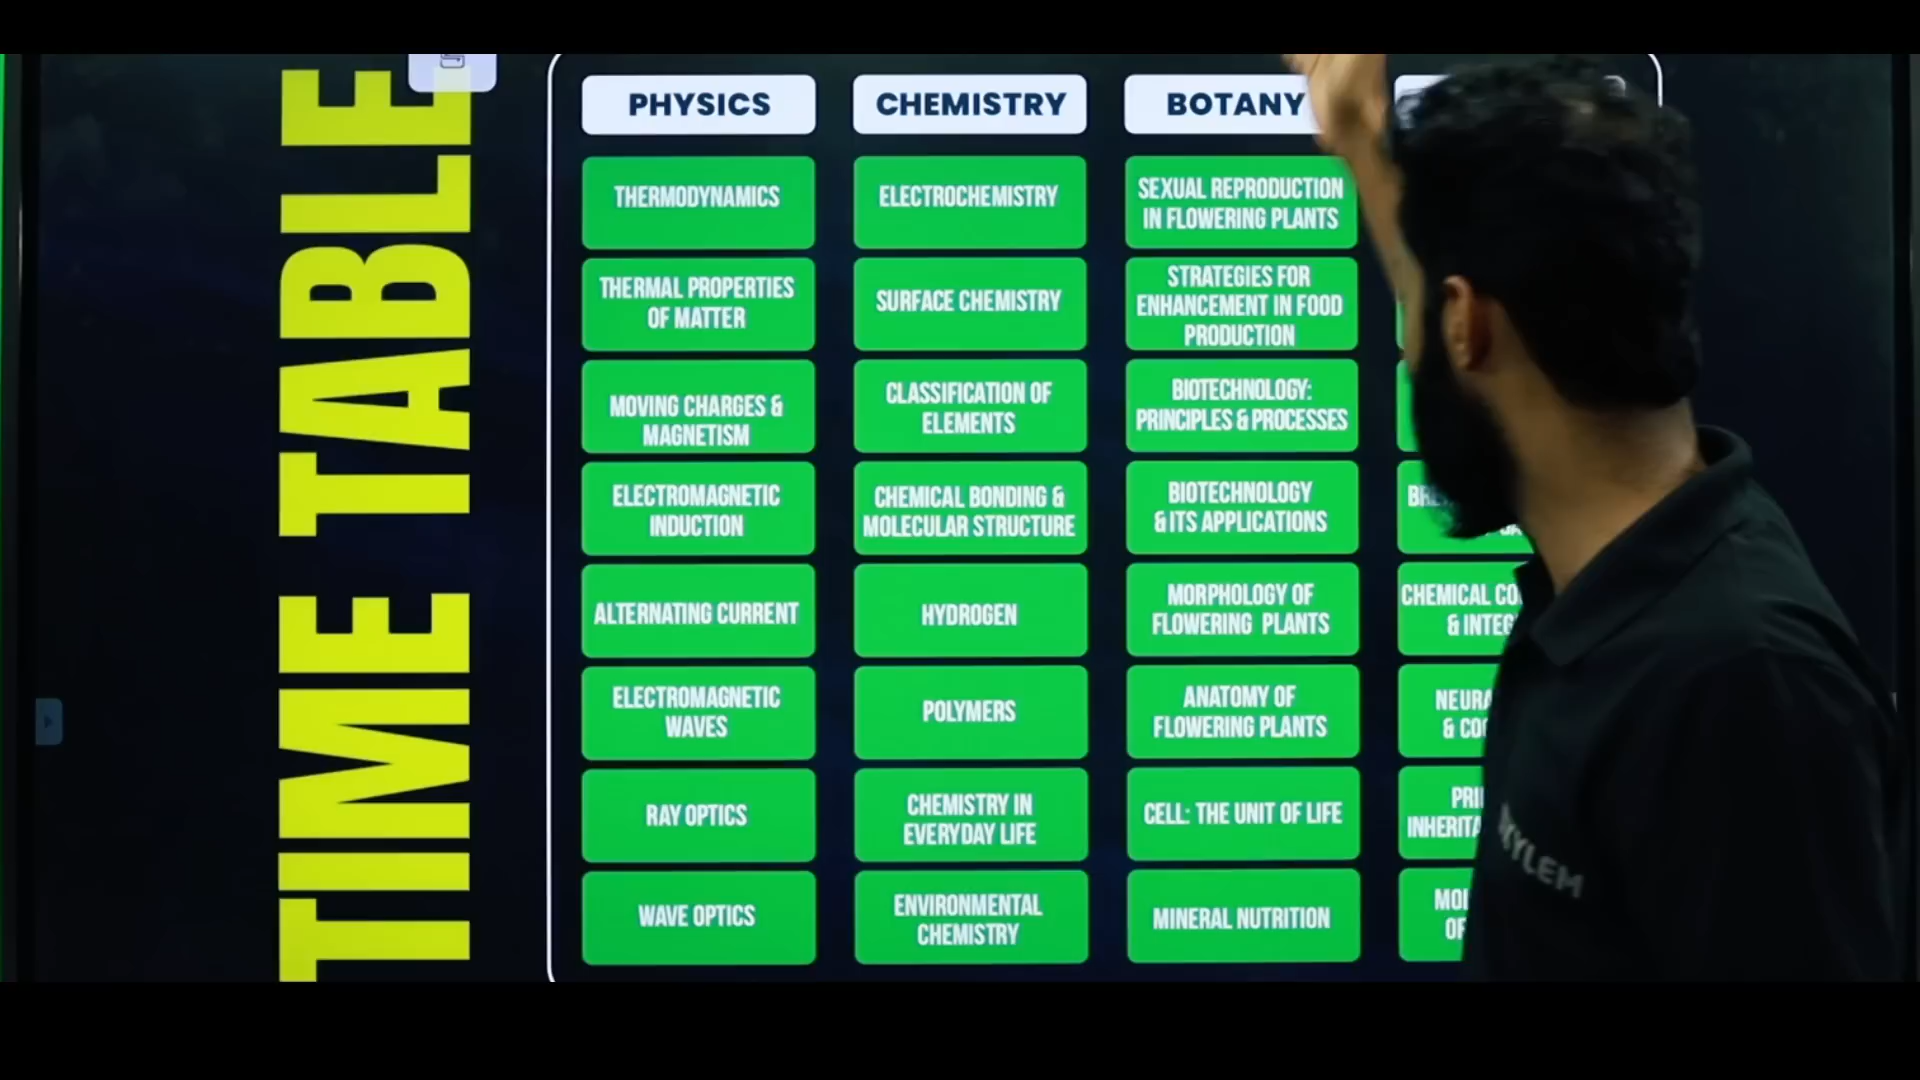 TIME TABLE
PHYSICS
THERMODYNAMICS
THERMAL PROPERTIES
OF MATTER
MOVING CHARGES &
MAGNETISM
ELECTROMAGNETIC
INDUCTION
ALTERNATING CURRENT
ELECTROMAGNETIC
WAVES
RAY OPTICS
WAVE OPTICS
CHEMISTRY
ELECTROCHEMISTRY
SURFACE CHEMISTRY
CLASSIFICATION OF
ELEMENTS
CHEMICAL BONDING &
MOLECULAR STRUCTURE
HYDROGEN
POLYMERS
CHEMISTRY IN
EVERYDAY LIFE
ENVIRONMENTAL
CHEMISTRY
BOTANY
SEXUAL REPRODUCTION
IN FLOWERING PLANTS
STRATEGIES FOR
ENHANCEMENT IN FOOD
PRODUCTION
BIOTECHNOLOGY:
PRINCIPLES & PROCESSES
BIOTECHNOLOGY
& ITS APPLICATIONS
MORPHOLOGY OF
FLOWERING PLANTS
ANATOMY OF
FLOWERING PLANTS
CELL: THE UNIT OF LIFE
MINERAL NUTRITION
CHEMICAL
&
&
XYLEM